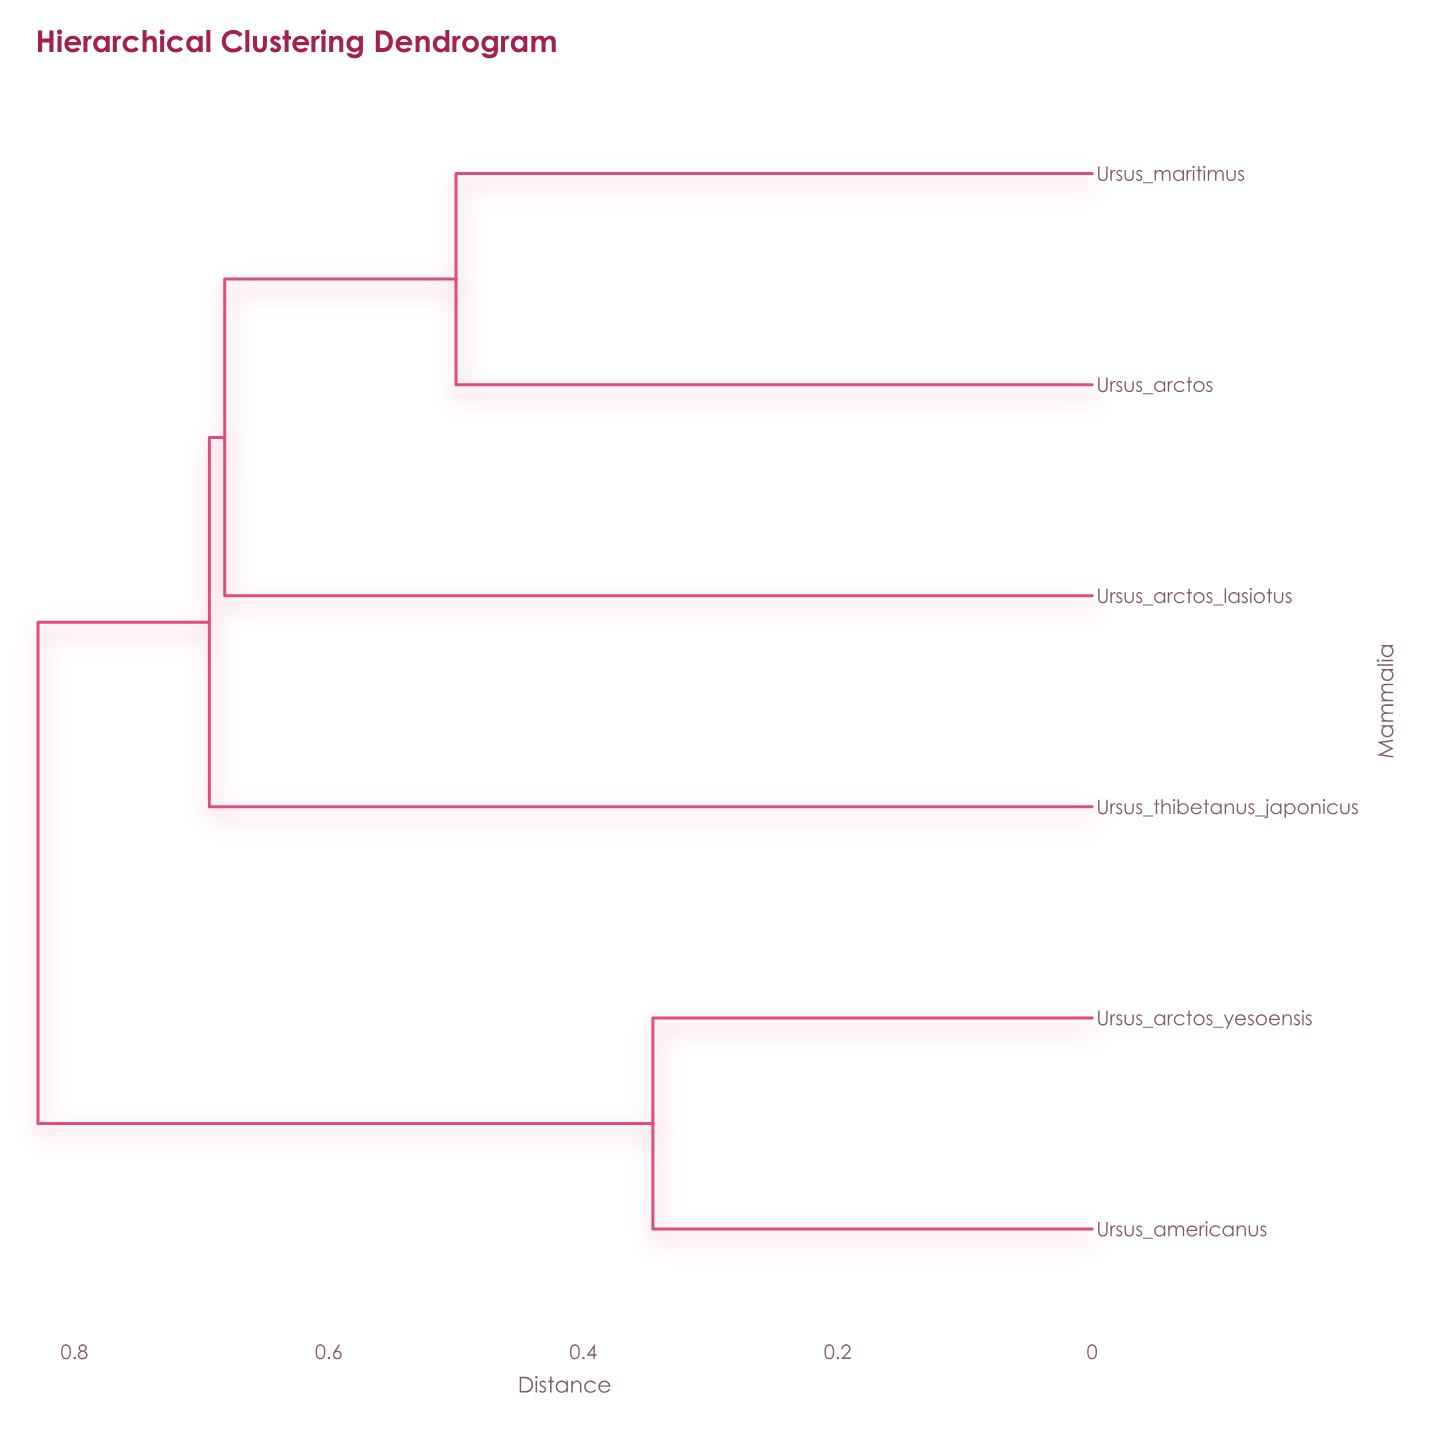 Hierarchical Clustering Dendrogram
Ursus_maritimus
Ursus_arctos
Ursus_arctos_lasiotus
Mammalia
Ursus_thibetanus_japonicus
Ursus_arctos_yesoensis
Ursus_americanus
0.8 0.6 0.4 0.2 0
Distance